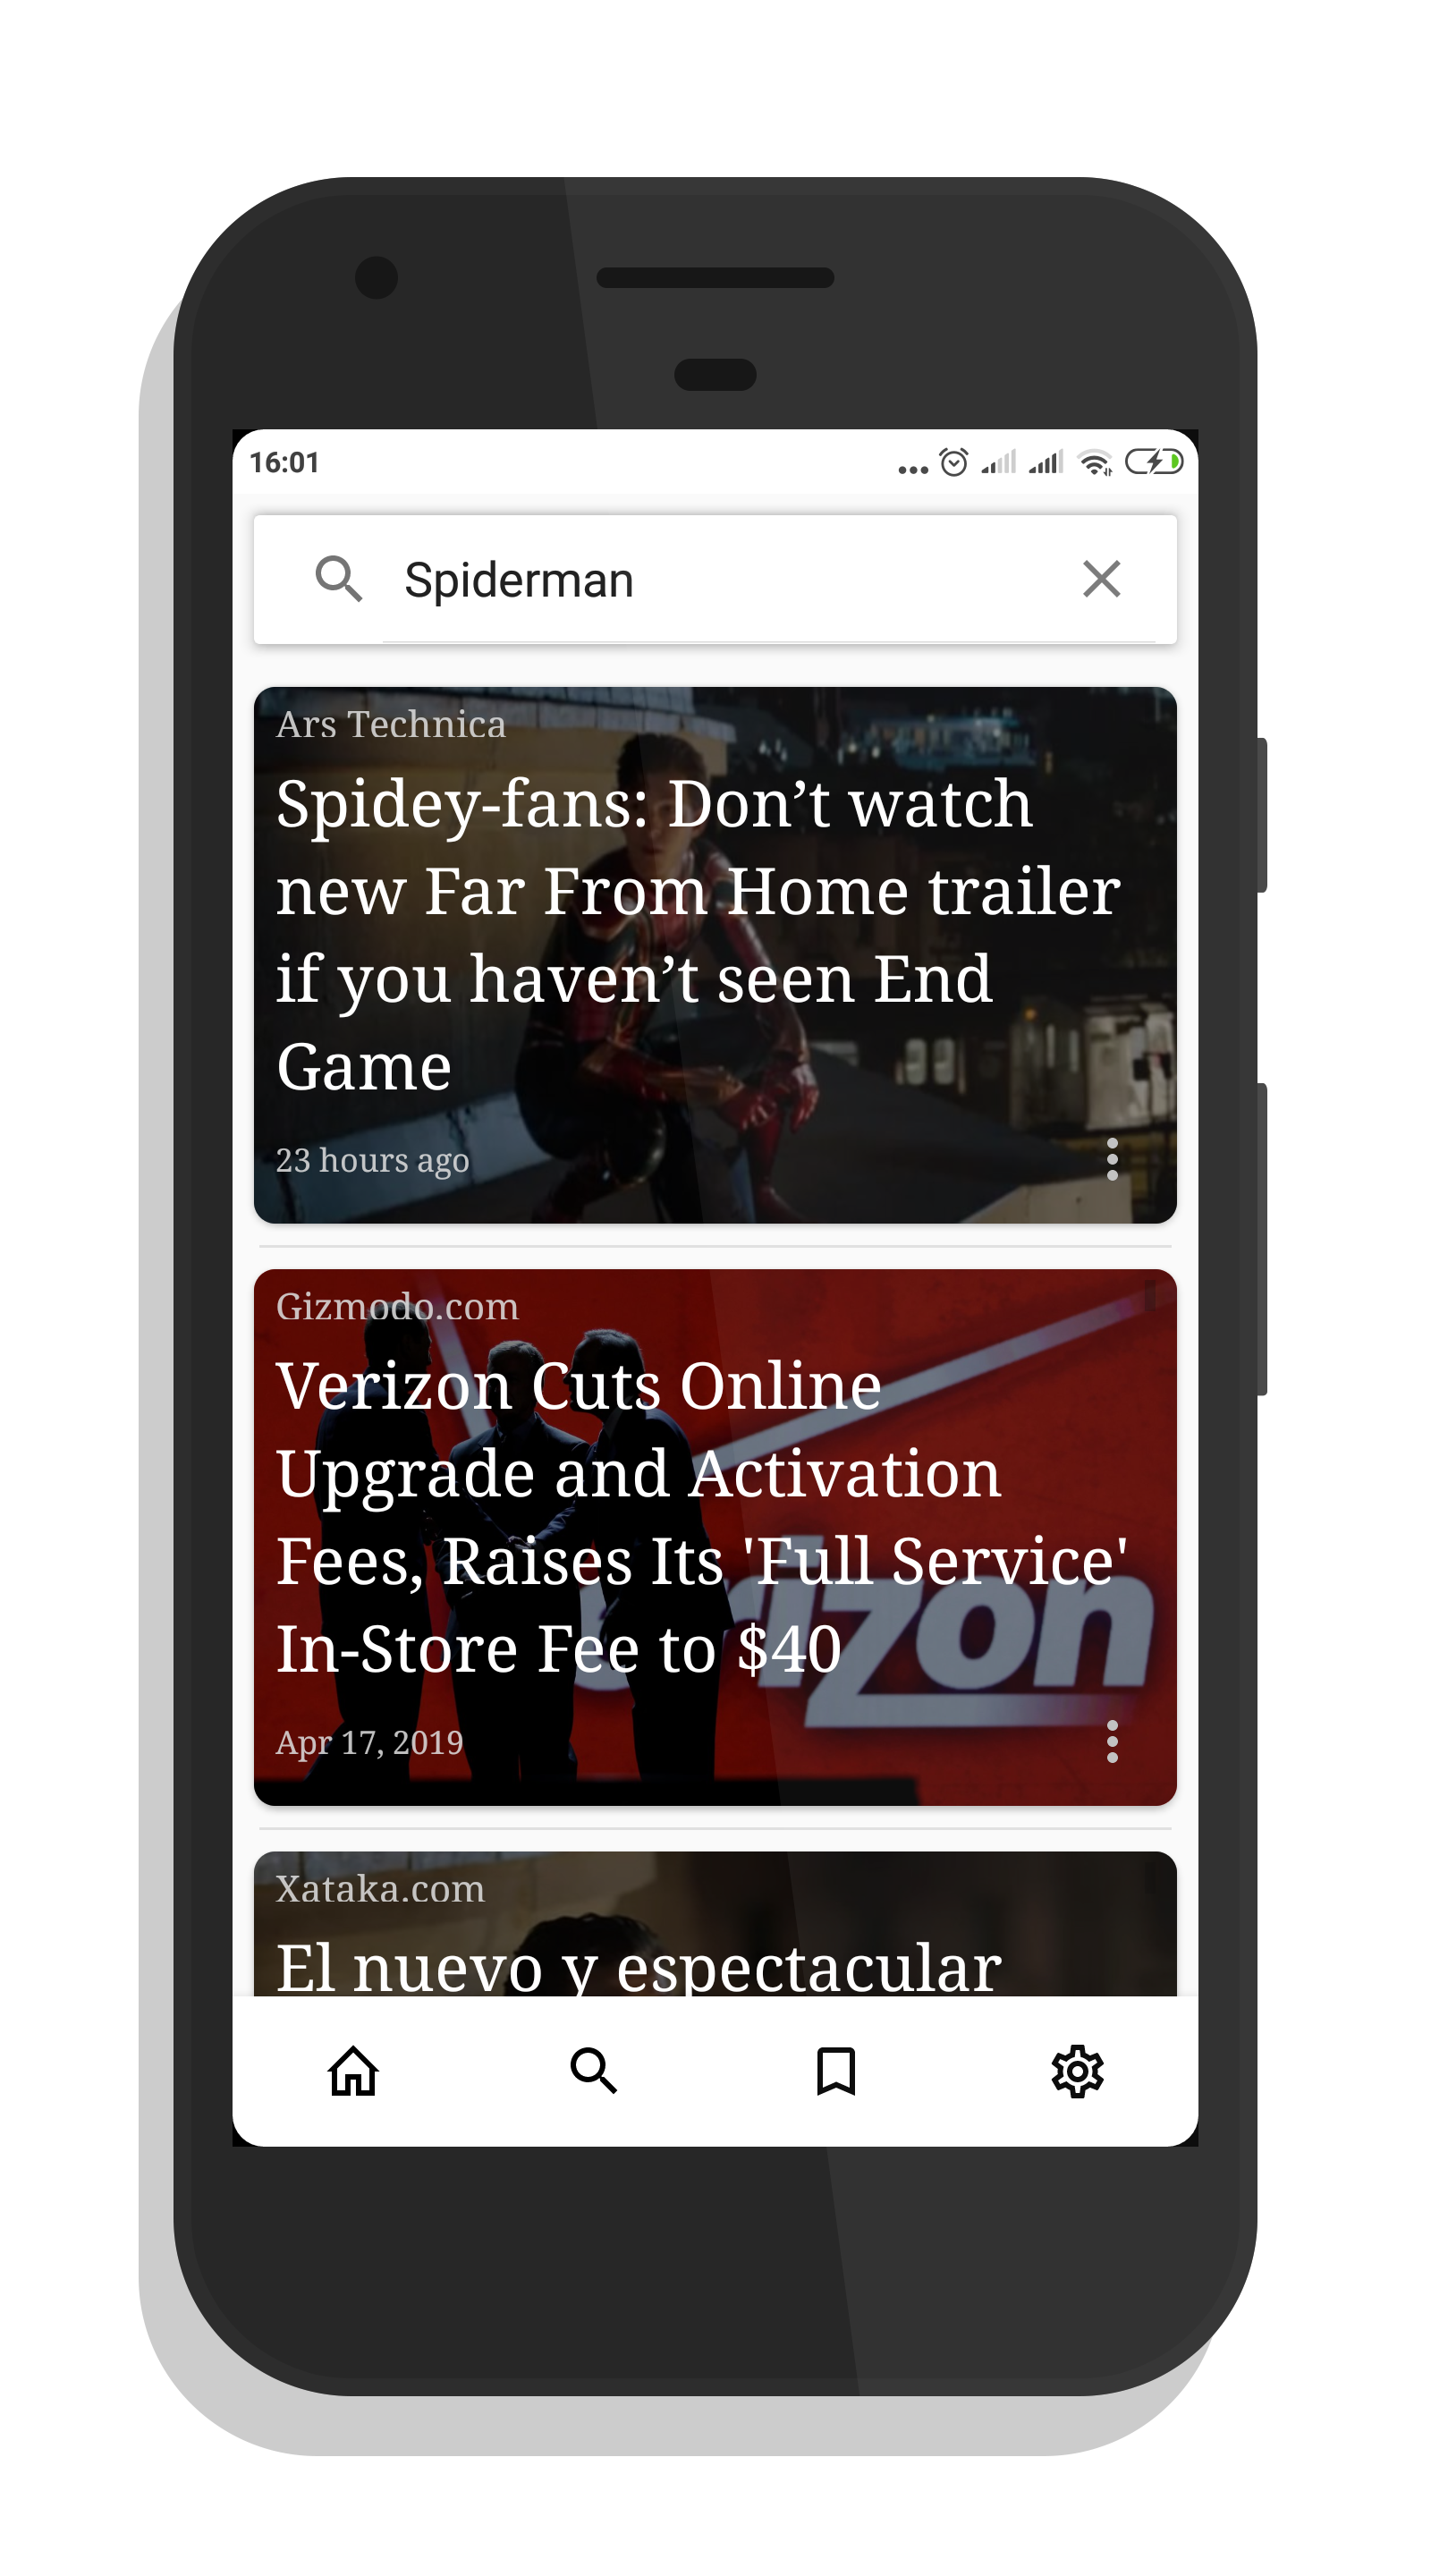 16:01
Spiderman
Ars Technica
Spidey-fans: Don’t watch
new Far From Home trailer
if you haven’t seen End
Game
23 hours ago
Gizmodo.com
Verizon Cuts Online
Upgrade and Activation
Fees, Raises Its 'Full Service'
In-Store Fee to $40
rizon
Apr 17, 2019
Xataka.com
El nuevo y espectacular